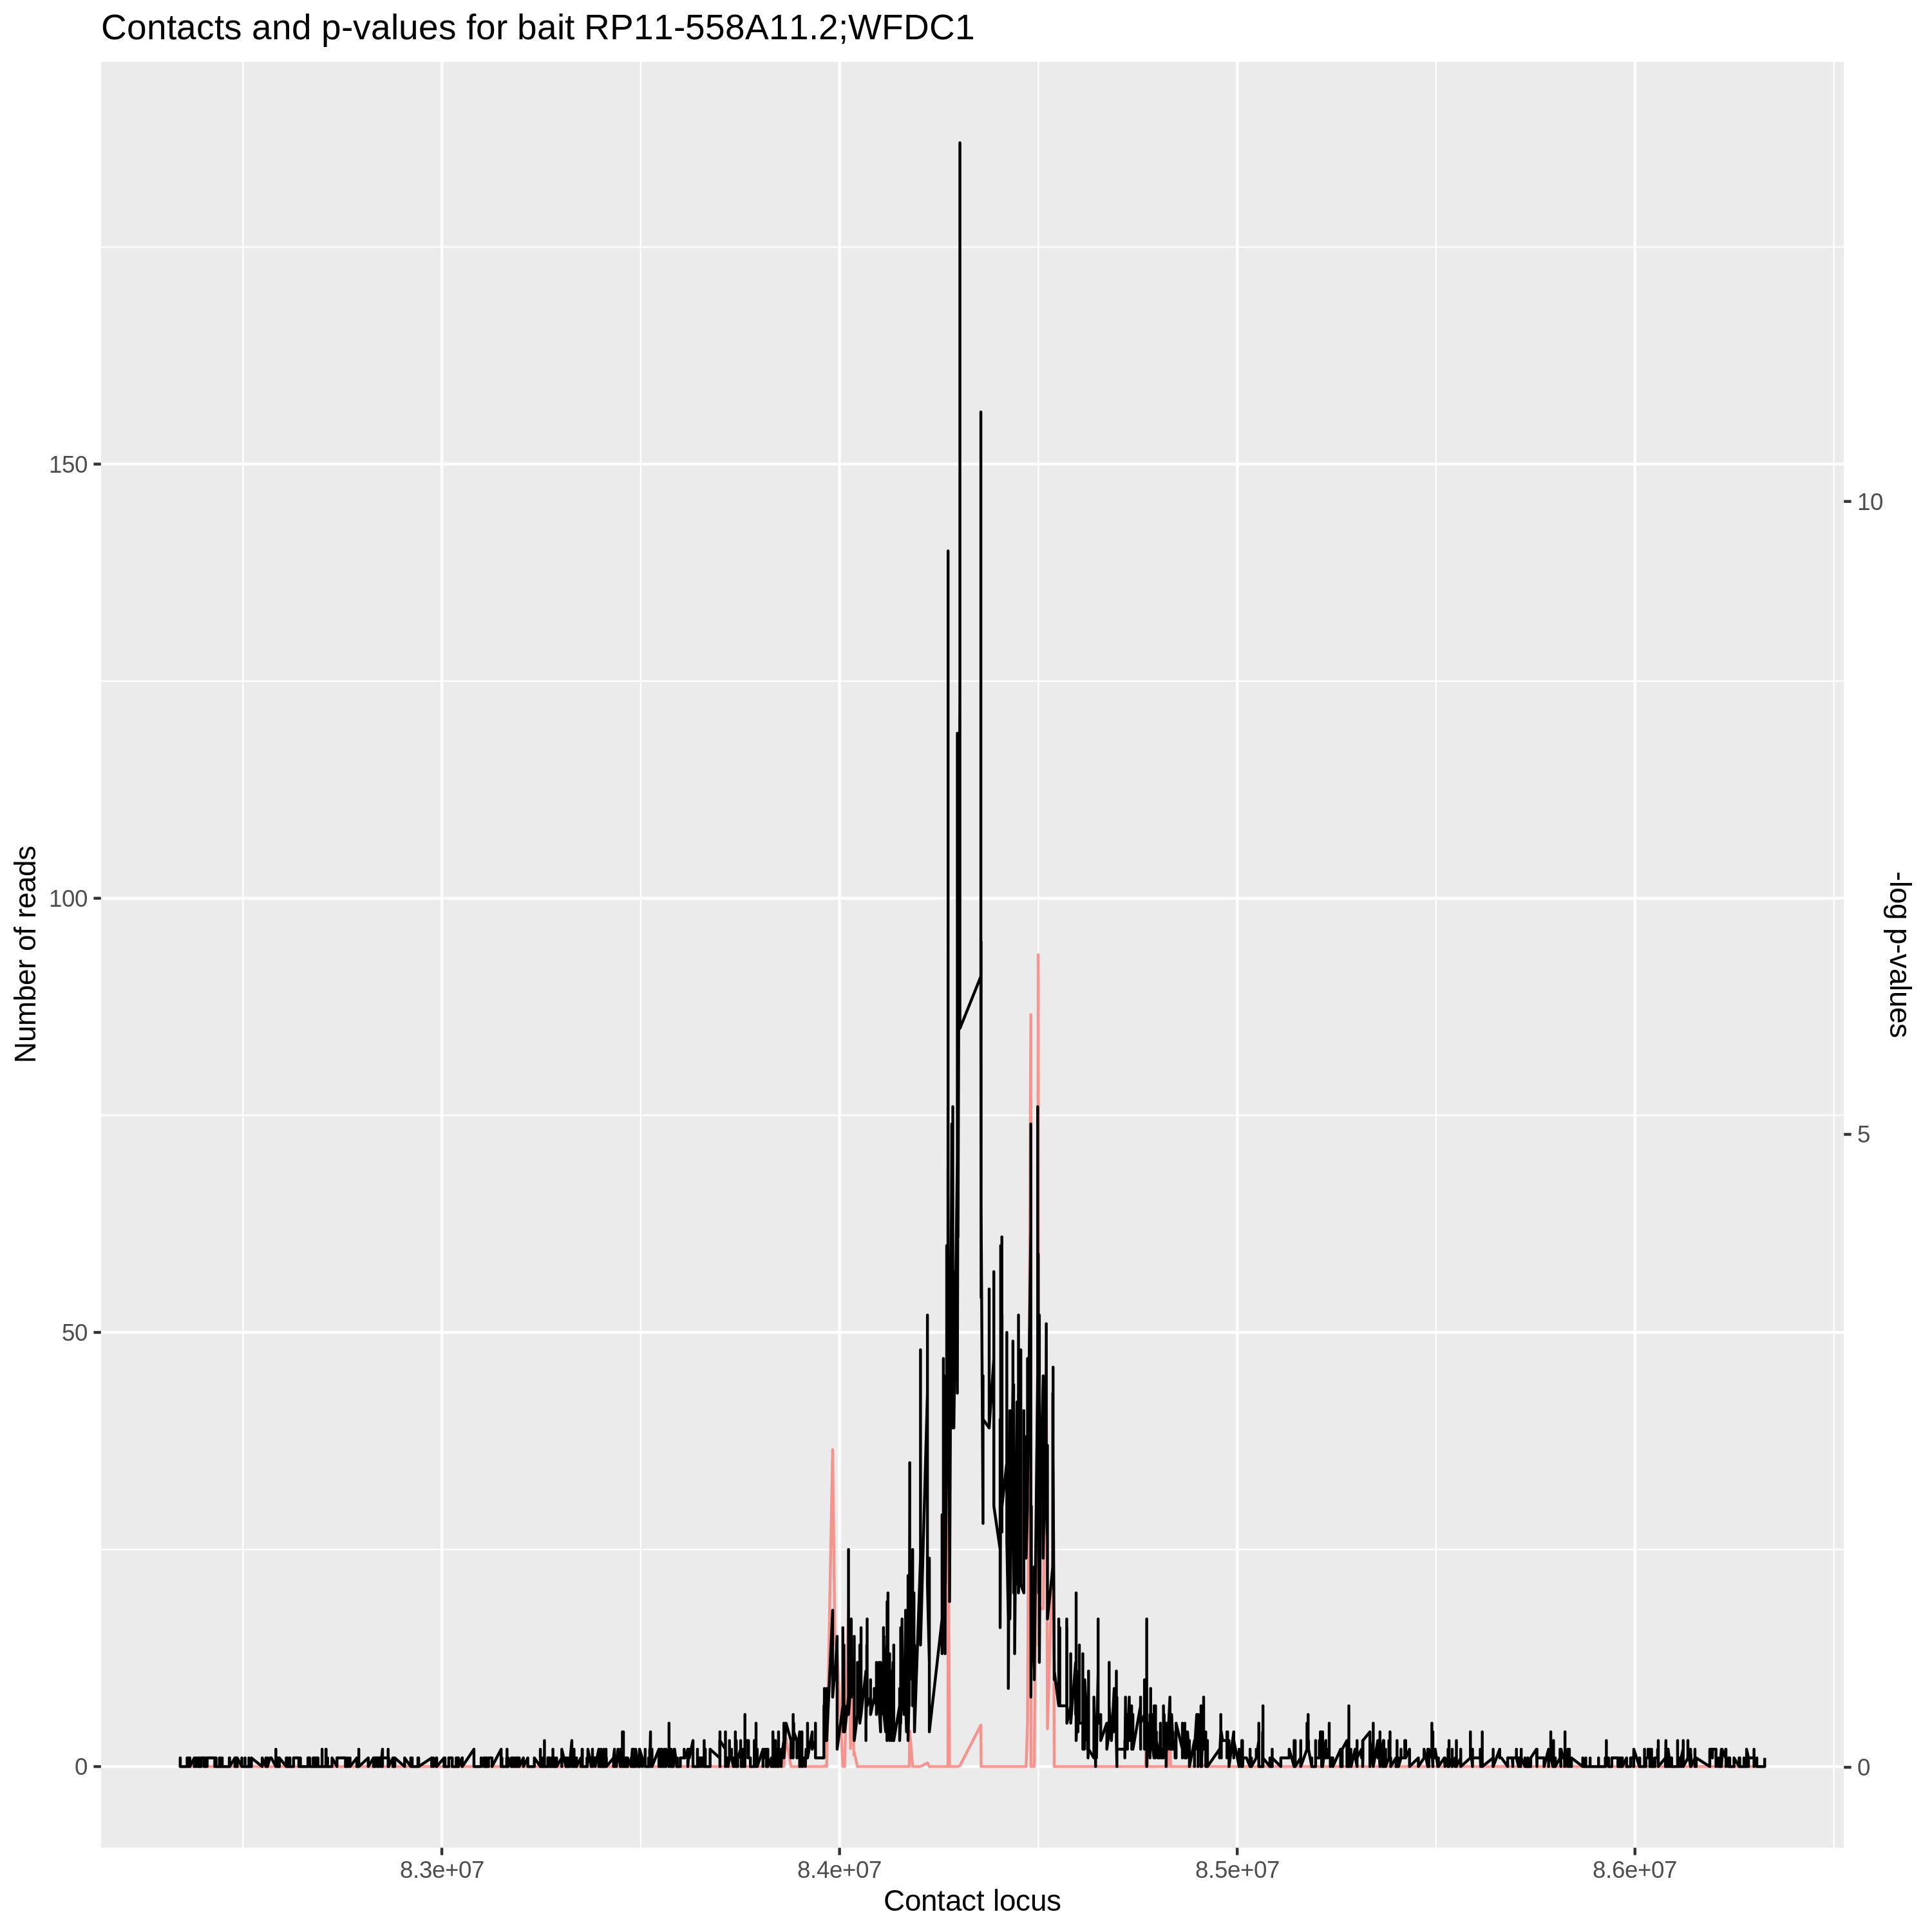 Contacts and p-values for bait RP11-558A11.2;WFDC1
Number of reads
150
100
50
0
10
5
0
-log p-values
8.3e+07
8.4e+07
8.5e+07
8.6e+07
Contact locus